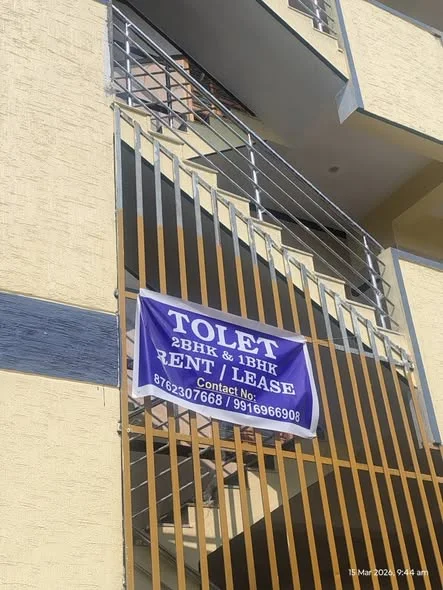 TOLET
2BHK & 1BHK
RENT / LEASE
Contact No:
8762307668 / 9916966908
15 Mar 2026, 9:44 am